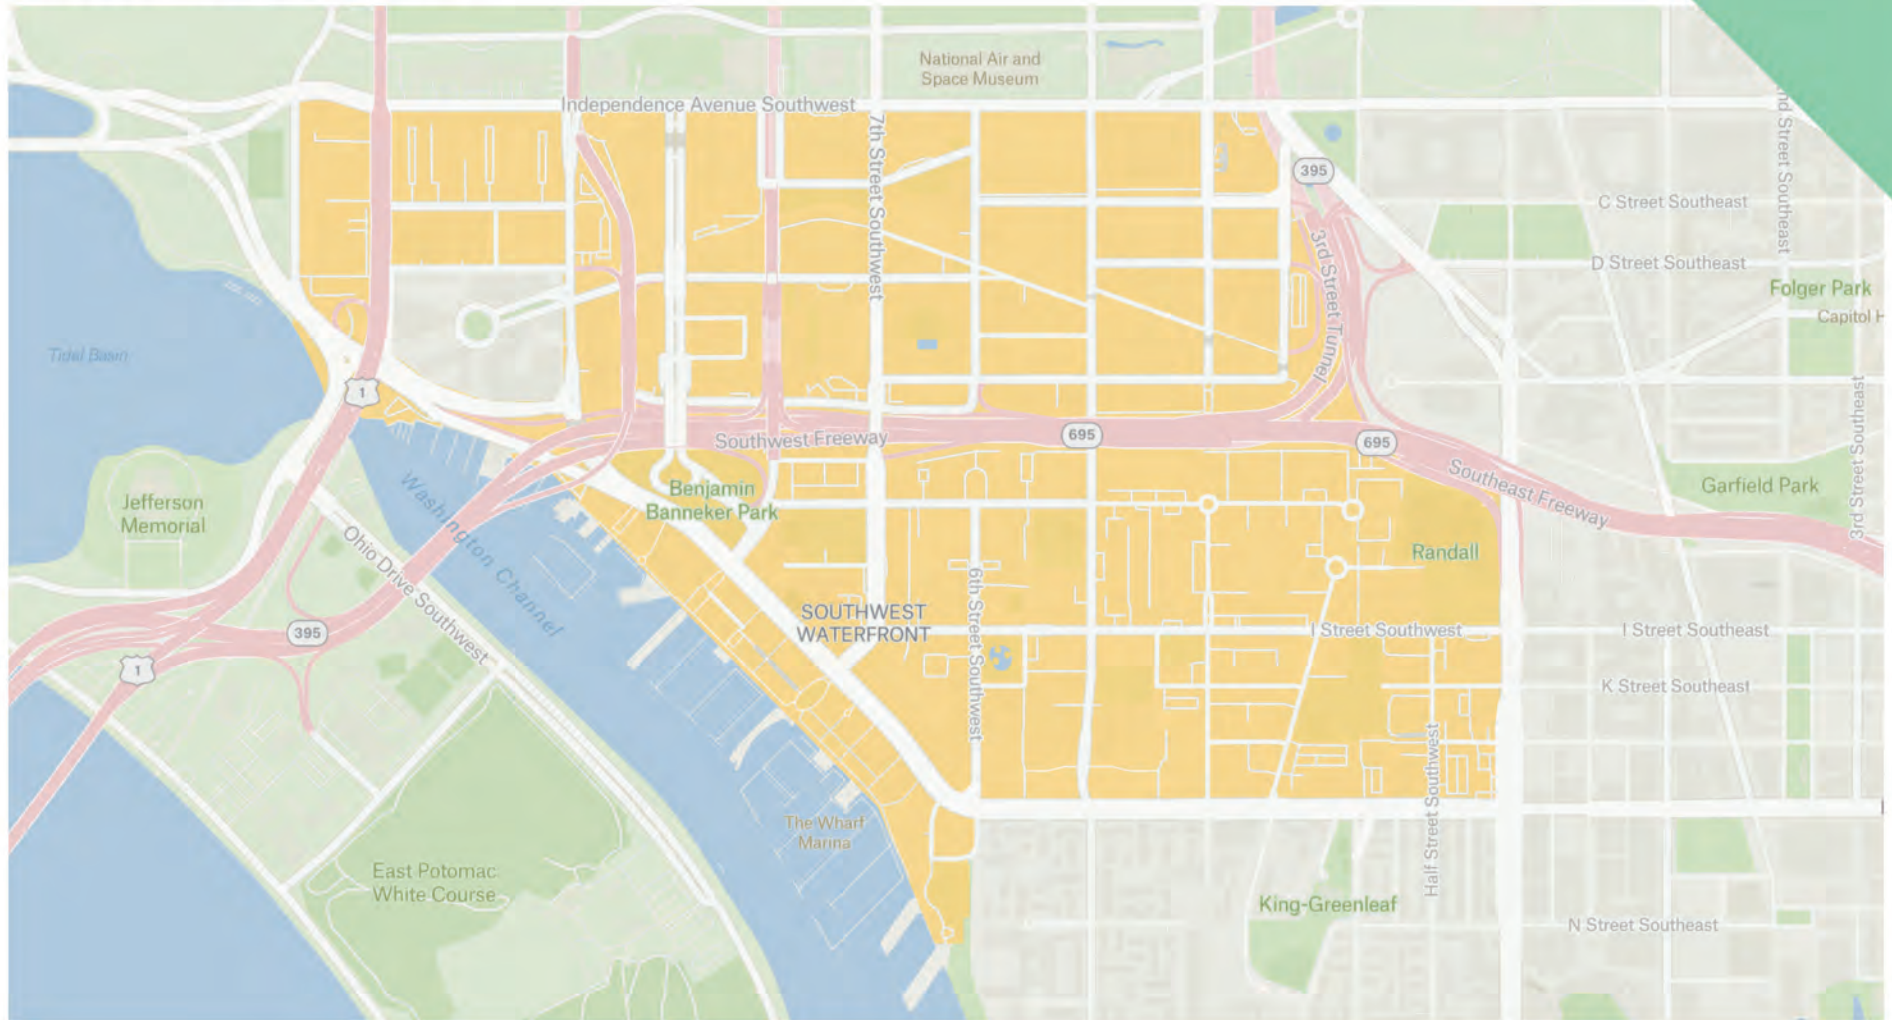 National Air and
Space Museum
Independence Avenue Southwest
7th Street Southwest
nd Street Southeast
395
C Street Southeast
3rd Street Tunnel
D Street Southeast
Folger Park
Capitol H
Tidal Basin
1
3rd Street Southeast
Southwest Freeway
695
695
Southeast Freeway
Garfield Park
Jefferson
Memorial
Washington Channel
Benjamin
Banneker Park
Ohio Drive Southwest
Randall
6th Street Southwest
SOUTHWEST
WATERFRONT
395
I Street Southwest
I Street Southeast
1
K Street Southeast
Half Street Southwest
The Wharf
Marina
East Potomac
White Course
King-Greenleaf
N Street Southeast